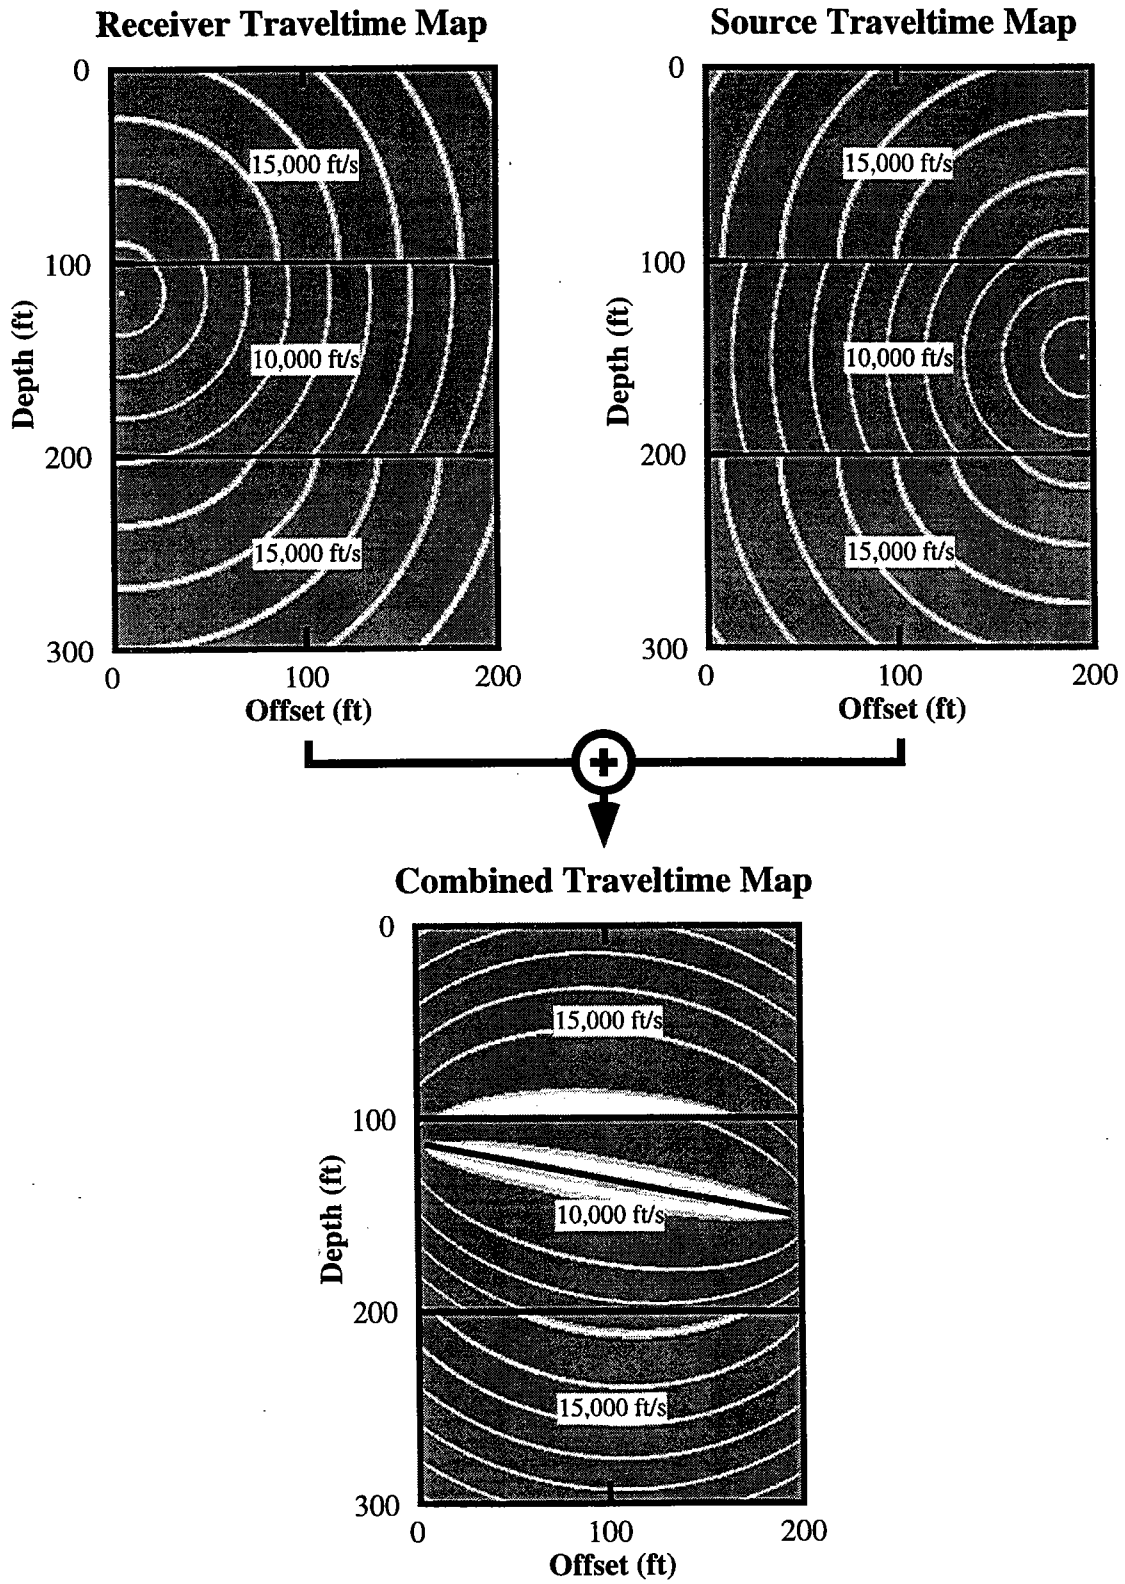 Receiver Traveltime Map
Source Traveltime Map
0
15,000 ft/s
100
10,000 ft/s
200
15,000 ft/s
300
0
100
200
Offset (ft)
Depth (ft)
0
15,000 ft/s
100
10,000 ft/s
200
15,000 ft/s
300
0
100
200
Offset (ft)
Depth (ft)
+
Combined Traveltime Map
0
15,000 ft/s
100
10,000 ft/s
200
15,000 ft/s
300
0
100
200
Offset (ft)
Depth (ft)